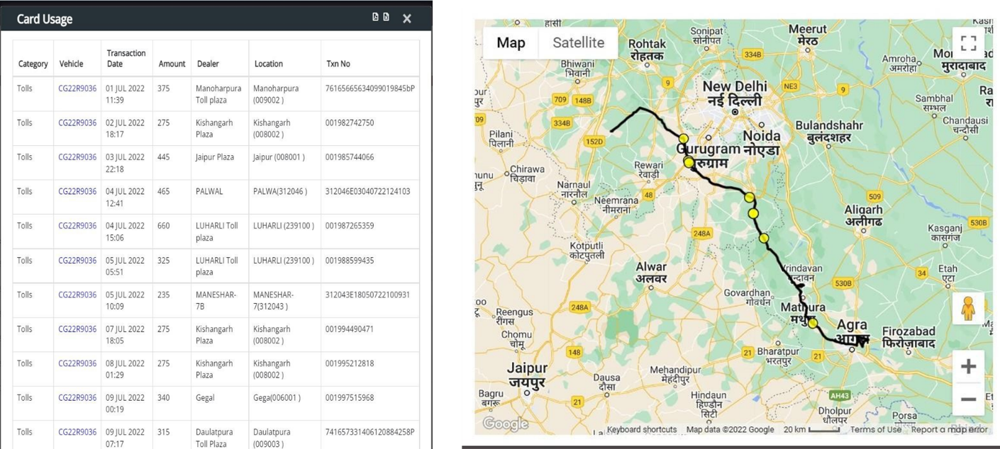 Card Usage
Category Vehicle Transaction Date Amount Dealer Location Txn No
Tolls CG22R9036 01 JUL 2022 11:39 375 Manoharpura Toll plaza Manoharpura (009002 ) 76165665634099019845bP
Tolls CG22R9036 02 JUL 2022 18:17 275 Kishangarh Plaza Kishangarh (008002 ) 001982742750
Tolls CG22R9036 03 JUL 2022 22:18 445 Jaipur Plaza Jaipur (008001 ) 001985744066
Tolls CG22R9036 04 JUL 2022 12:41 465 PALWAL PALWA(312046 ) 312046E03040722124103
Tolls CG22R9036 04 JUL 2022 15:06 660 LUHARLI Toll plaza LUHARLI (239100 ) 001987265359
Tolls CG22R9036 05 JUL 2022 05:51 325 LUHARLI Toll plaza LUHARLI (239100 ) 001988599435
Tolls CG22R9036 05 JUL 2022 10:09 235 MANESHAR-7B MANESHAR-7(312043 ) 312043E18050722100931
Tolls CG22R9036 07 JUL 2022 18:05 275 Kishangarh Plaza Kishangarh (008002 ) 001994490471
Tolls CG22R9036 08 JUL 2022 01:29 275 Kishangarh Plaza Kishangarh (008002 ) 001995212818
Tolls CG22R9036 09 JUL 2022 00:19 340 Gegal Gega(006001 ) 001997515968
Tolls CG22R9036 09 JUL 2022 07:17 315 Daulatpura Toll Plaza Daulatpura (009003 ) 741657331406120884258P
Map Satellite
हांसी
Sonipat
सोनीपत
Meerut
मेरठ
Rohtak
रोहतक
334B
Amroha
अमरोहा
मुरादाबाद
Bhiwani
भिवानी
9
New Delhi
नई दिल्ली
NE3
9
709
148B
Sambhal
सम्भल
334B
Chandausi
चन्दौसी
Pilani
पिलानी
152D
Noida
नोएडा
Bulandshahr
बुलंदशहर
Gurugram
Rewari
रेवाड़ी
Chirawa
चिड़ावा
Narnaul
नारनौल
48
Neemrana
नीमराना
509
Aligarh
अलीगढ
530B
Kasganj
कासगंज
248A
Kotputli
कोटपुतली
Alwar
अलवर
Vrindavan
34
Etah
एटा
530B
Govardhan
गोवर्धन
Mathura
248A
Reengus
रींगस
Agra
Firozabad
फिरोज़ाबाद
Chomu
चोमू
148
21
Bharatpur
भरतपुर
21
Jaipur
जयपुर
Mehandipur
मेहंदीपुर
Dausa
दौसा
Bagru
बगरू
21
Hindaun
हिण्डौन
सिटी
AH43
Dholpur
धौलपुर
Porsa
Google
Keyboard shortcuts Map data ©2022 Google 20 km Terms of Use Report a map error